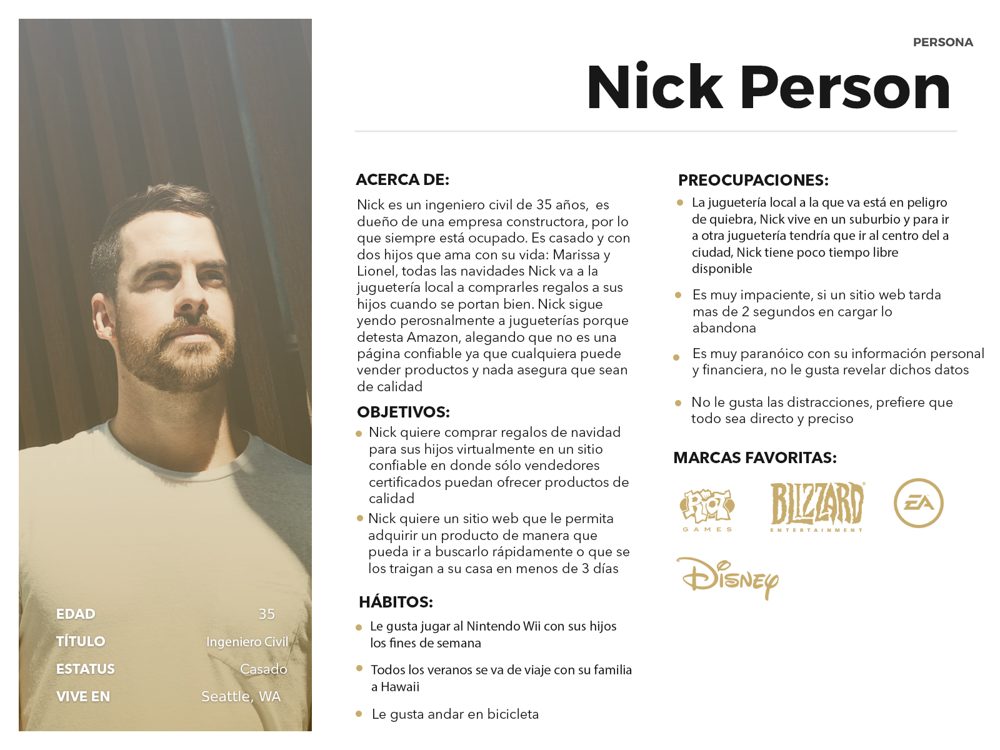 PERSONA
Nick Person
ACERCA DE:
Nick es un ingeniero civil de 35 años,  es
dueño de una empresa constructora, por lo
que siempre está ocupado. Es casado y con
dos hijos que ama con su vida: Marissa y
Lionel, todas las navidades Nick va a la
juguetería local a comprarles regalos a sus
hijos cuando se portan bien. Nick sigue
yendo perosnalmente a jugueterías porque
detesta Amazon, alegando que no es una
página confiable ya que cualquiera puede
vender productos y nada asegura que sean
de calidad
OBJETIVOS:
Nick quiere comprar regalos de navidad
para sus hijos virtualmente en un sitio
confiable en donde sólo vendedores
certificados puedan ofrecer productos de
calidad
Nick quiere un sitio web que le permita
adquirir un producto de manera que
pueda ir a buscarlo rápidamente o que se
los traigan a su casa en menos de 3 días
HÁBITOS:
Le gusta jugar al Nintendo Wii con sus hijos
los fines de semana
Todos los veranos se va de viaje con su familia
a Hawaii
Le gusta andar en bicicleta
PREOCUPACIONES:
La juguetería local a la que va está en peligro
de quiebra, Nick vive en un suburbio y para ir
a otra juguetería tendría que ir al centro del a
ciudad, Nick tiene poco tiempo libre
disponible
Es muy impaciente, si un sitio web tarda
mas de 2 segundos en cargar lo
abandona
Es muy paranóico con su información personal
y financiera, no le gusta revelar dichos datos
No le gusta las distracciones, prefiere que
todo sea directo y preciso
MARCAS FAVORITAS:
RIOT
GAMES
BLIZZARD®
ENTERTAINMENT
EA
DISNEY
EDAD 35
TÍTULO Ingeniero Civil
ESTATUS Casado
VIVE EN Seattle, WA